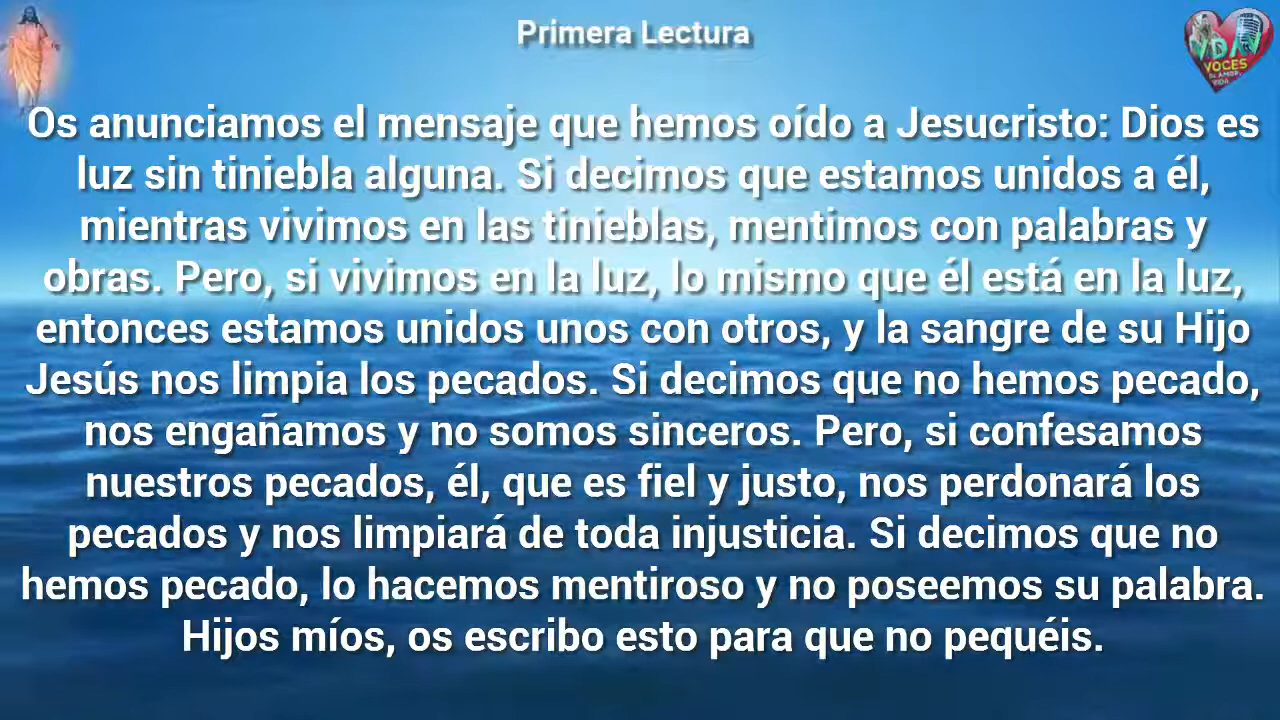 Primera Lectura
VDAV
VOCES
DE AMOR Y
VIDA
Os anunciamos el mensaje que hemos oído a Jesucristo: Dios es
luz sin tiniebla alguna. Si decimos que estamos unidos a él,
mientras vivimos en las tinieblas, mentimos con palabras y
obras. Pero, si vivimos en la luz, lo mismo que él está en la luz,
entonces estamos unidos unos con otros, y la sangre de su Hijo
Jesús nos limpia los pecados. Si decimos que no hemos pecado,
nos engañamos y no somos sinceros. Pero, si confesamos
nuestros pecados, él, que es fiel y justo, nos perdonará los
pecados y nos limpiará de toda injusticia. Si decimos que no
hemos pecado, lo hacemos mentiroso y no poseemos su palabra.
Hijos míos, os escribo esto para que no pequéis.